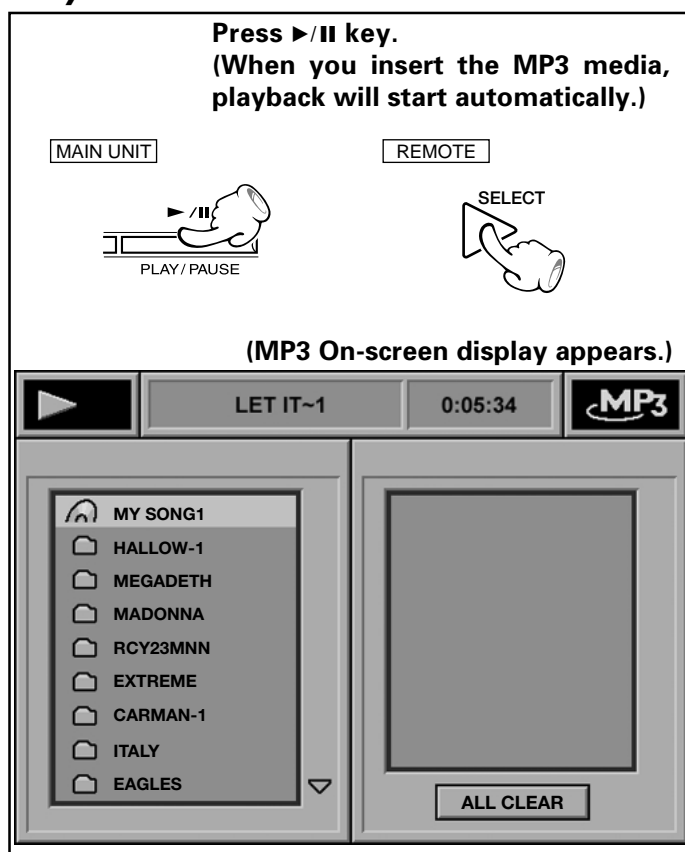 Press ►/II key.
(When you insert the MP3 media,
playback will start automatically.)
MAIN UNIT
REMOTE
► /II
PLAY/ PAUSE
SELECT
(MP3 On-screen display appears.)
LET IT~1
0:05:34
MP3
MY SONG1
HALLOW-1
MEGADETH
MADONNA
RCY23MNN
EXTREME
CARMAN-1
ITALY
EAGLES
ALL CLEAR